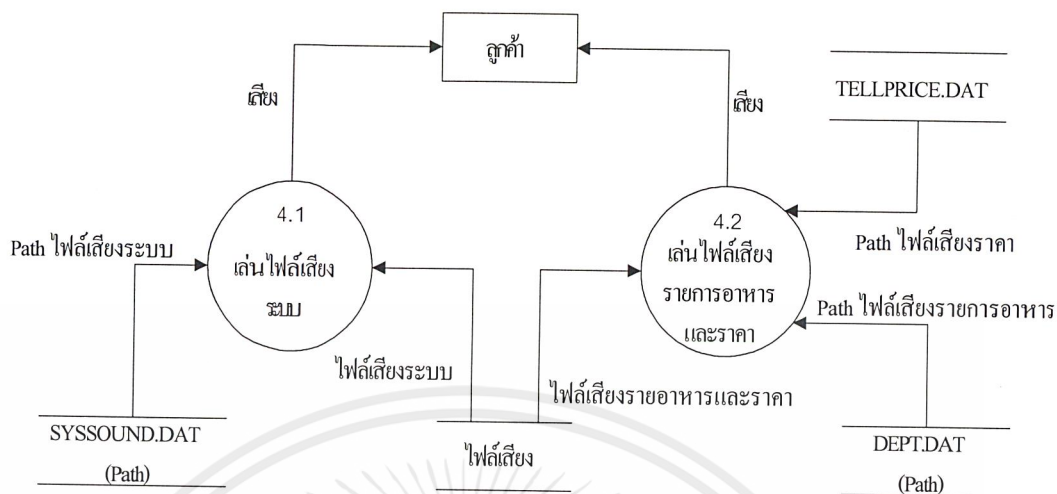 ลูกค้า
เสียง
เสียง
TELLPRICE.DAT
4.1
เล่นไฟล์เสียง
ระบบ
4.2
เล่นไฟล์เสียง
รายการอาหาร
และราคา
Path ไฟล์เสียงระบบ
Path ไฟล์เสียงราคา
Path ไฟล์เสียงรายการอาหาร
ไฟล์เสียงระบบ
ไฟล์เสียงรายอาหารและราคา
SYSSOUND.DAT
(Path)
ไฟล์เสียง
DEPT.DAT
(Path)